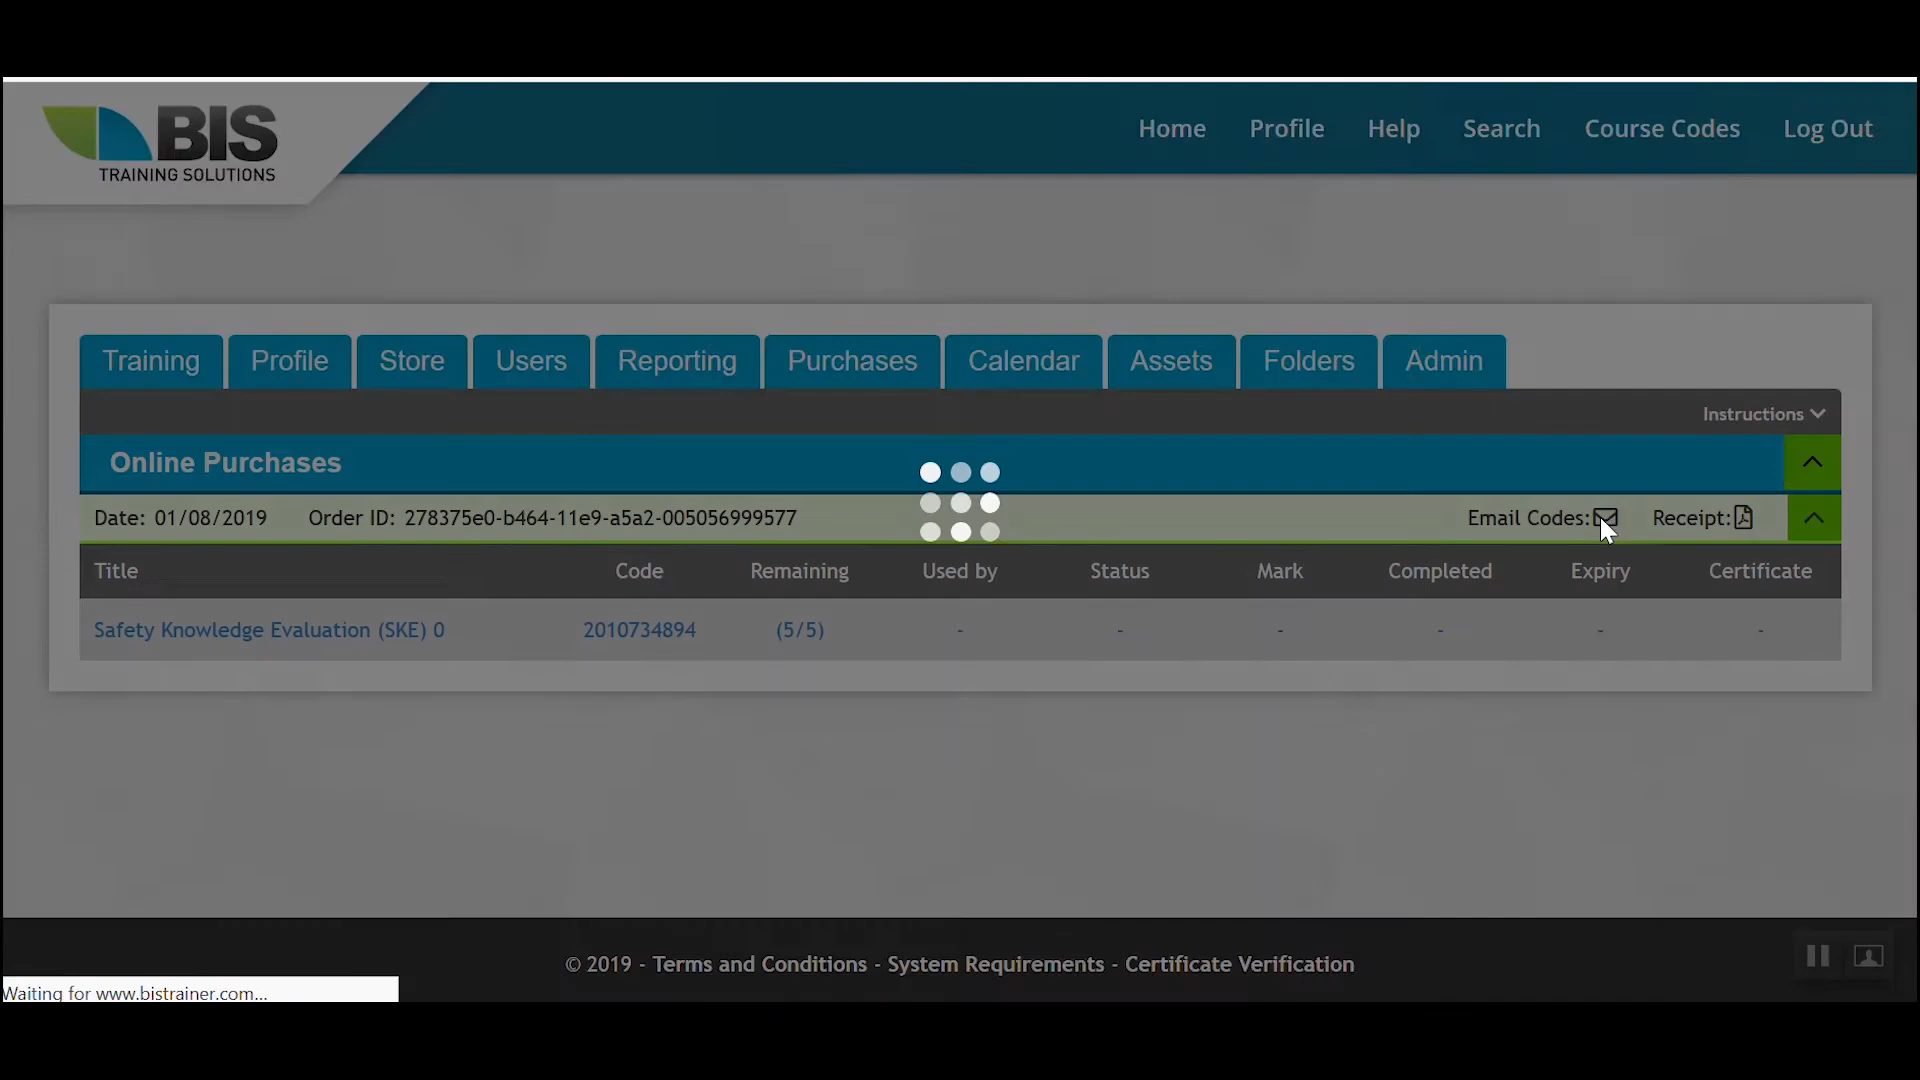 BIS
TRAINING SOLUTIONS
Home Profile Help Search Course Codes Log Out
Training Profile Store Users Reporting Purchases Calendar Assets Folders Admin
Instructions
Online Purchases
Date: 01/08/2019 Order ID: 278375e0-b464-11e9-a5a2-005056999577 Email Codes: Receipt:
Title Code Remaining Used by Status Mark Completed Expiry Certificate
Safety Knowledge Evaluation (SKE) 0 2010734894 (5/5) - - - - - -
© 2019 - Terms and Conditions - System Requirements - Certificate Verification
Waiting for www.bistrainer.com...